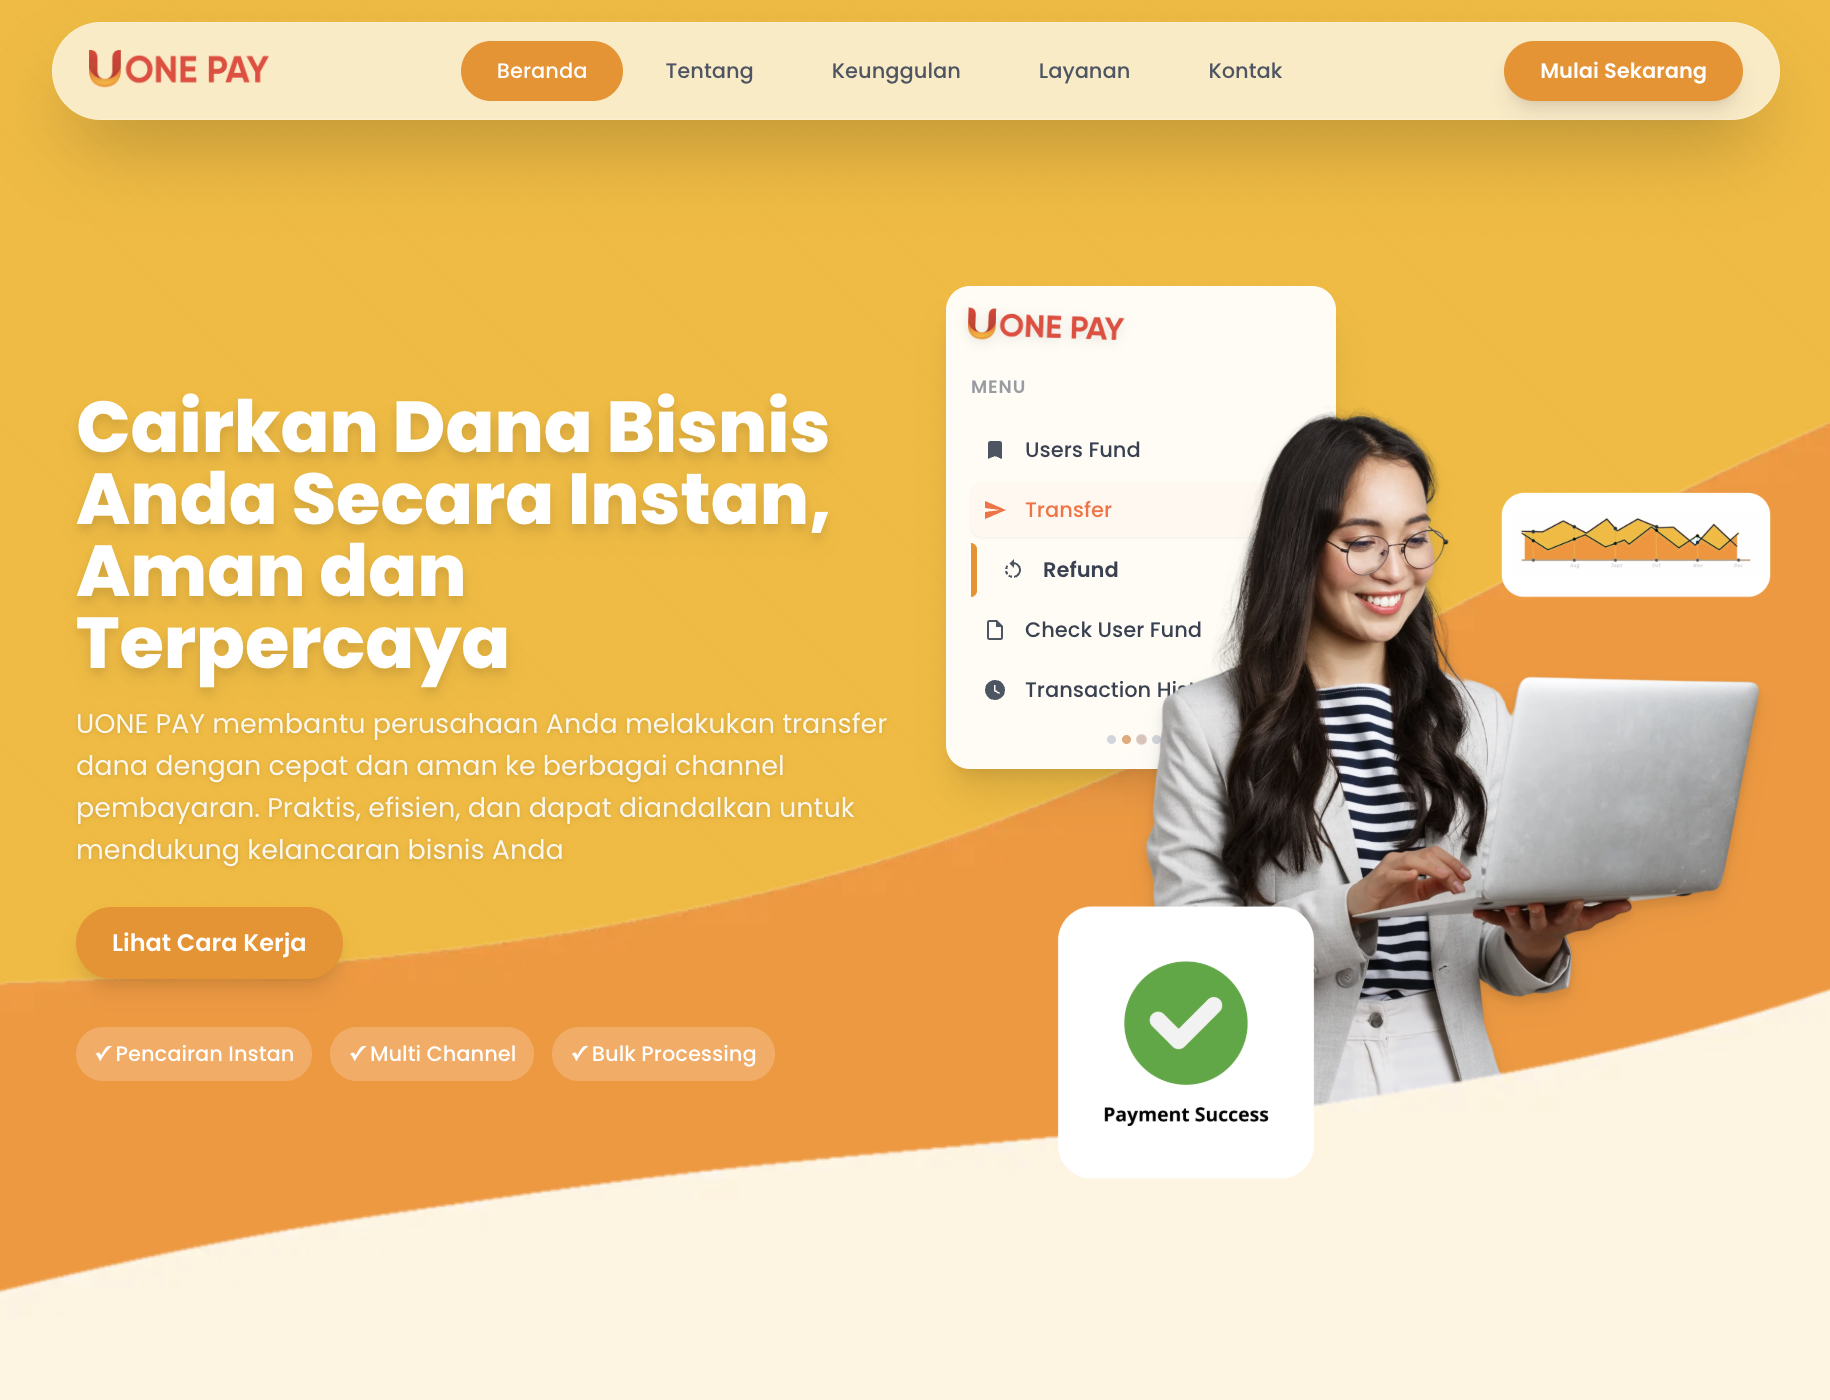 UONE PAY
Beranda
Tentang
Keunggulan
Layanan
Kontak
Mulai Sekarang
Cairkan Dana Bisnis
Anda Secara Instan,
Aman dan
Terpercaya
UONE PAY membantu perusahaan Anda melakukan transfer
dana dengan cepat dan aman ke berbagai channel
pembayaran. Praktis, efisien, dan dapat diandalkan untuk
mendukung kelancaran bisnis Anda
Lihat Cara Kerja
✓ Pencairan Instan
✓ Multi Channel
✓ Bulk Processing
UONE PAY
MENU
Users Fund
Transfer
Refund
Check User Fund
Transaction
Payment Success